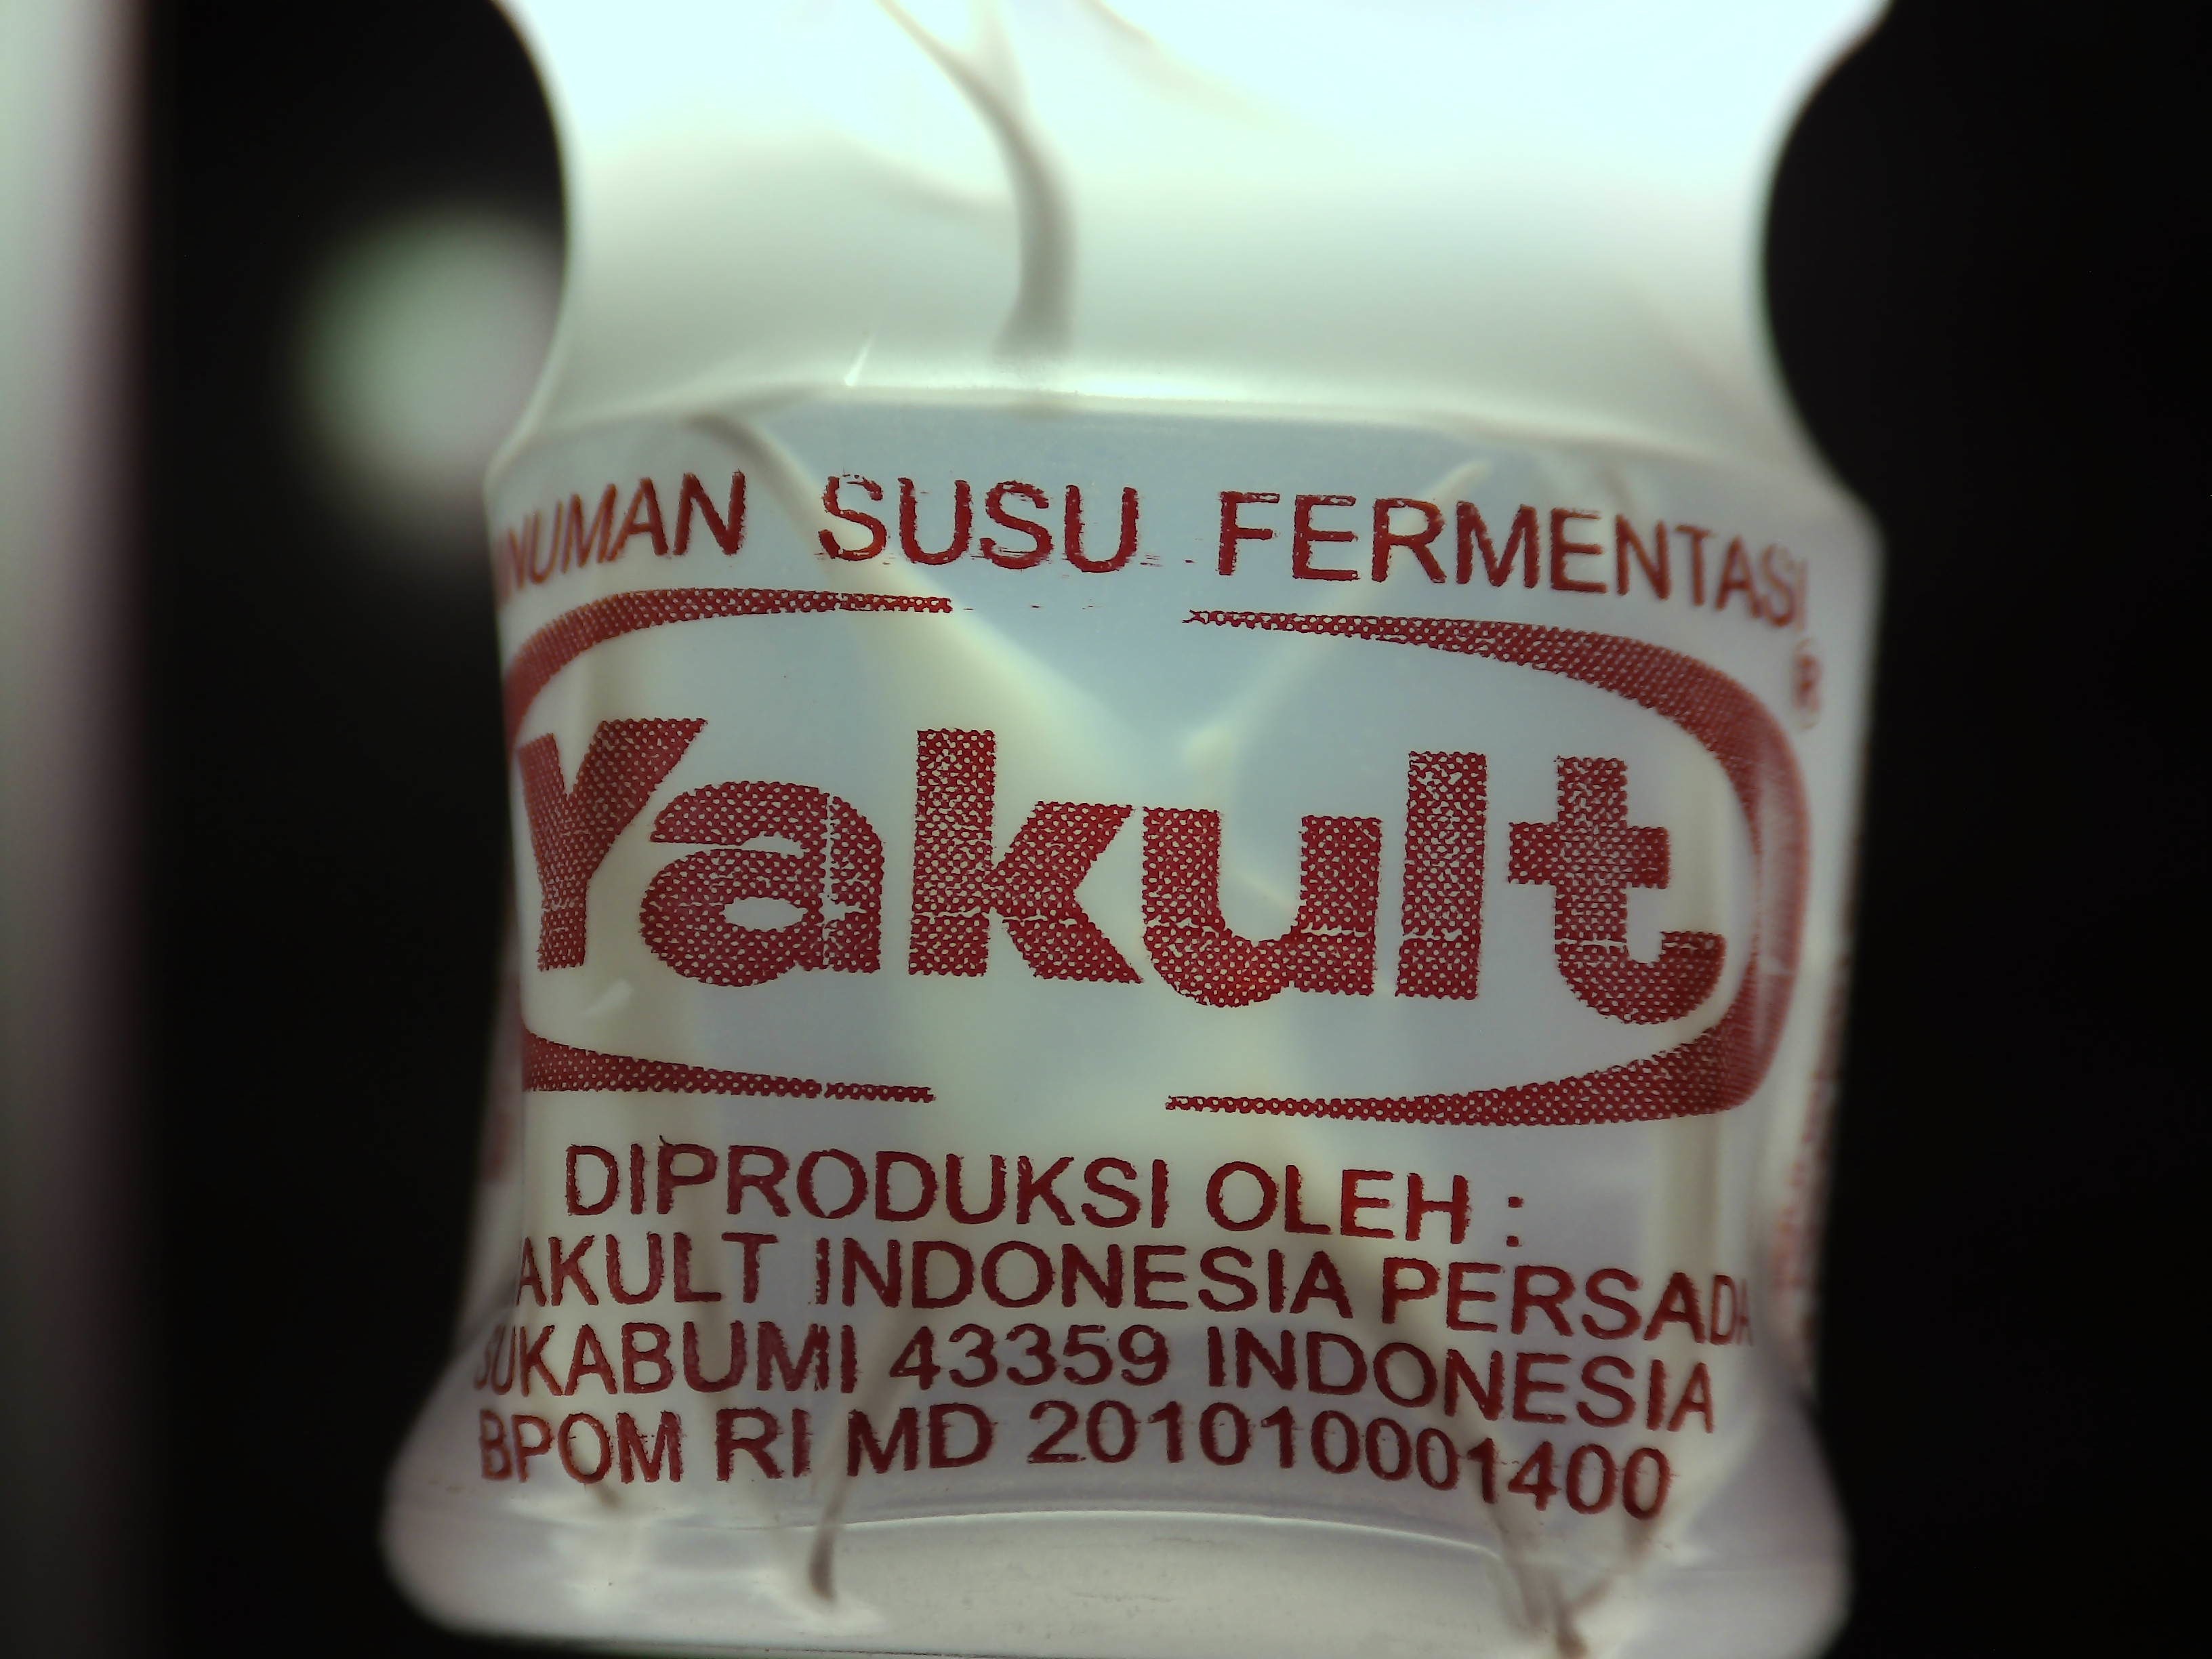 MINUMAN SUSU FERMENTASI
Yakult ®
DIPRODUKSI OLEH :
YAKULT INDONESIA PERSADA
SUKABUMI 43359 INDONESIA
BPOM RI MD 201010001400